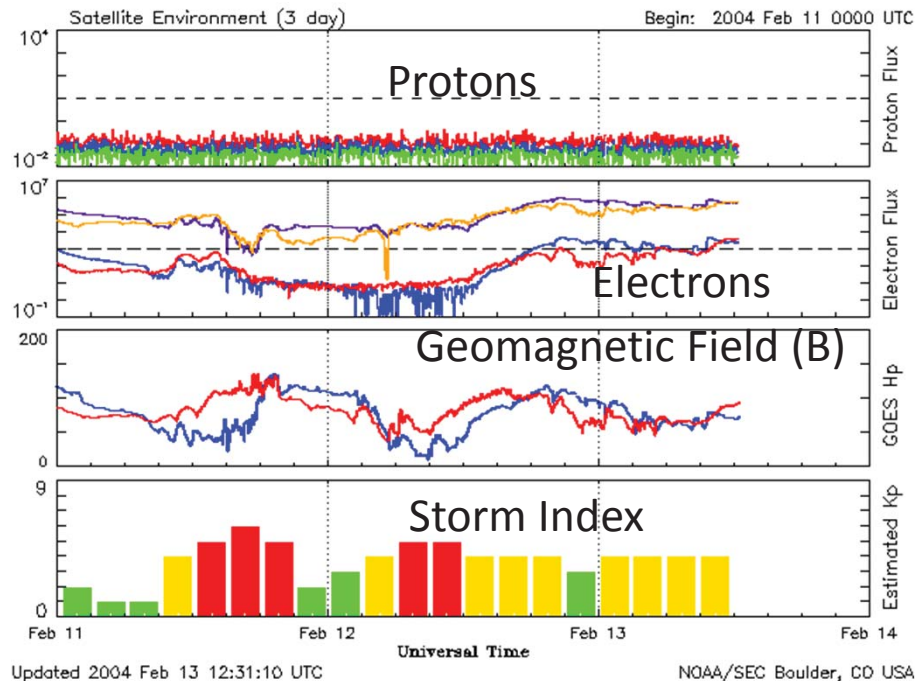 Satellite Environment (3 day) Begin: 2004 Feb 11 0000 UTC
10⁴
Protons
Proton Flux
10⁻²
10⁷
Electron Flux
Electrons
10⁻¹
200
Geomagnetic Field (B)
GOES Hp
0
9
Storm Index
Estimated Kp
0
Feb 11 Feb 12 Feb 13 Feb 14
Universal Time
Updated 2004 Feb 13 12:31:10 UTC NOAA/SEC Boulder, CO USA